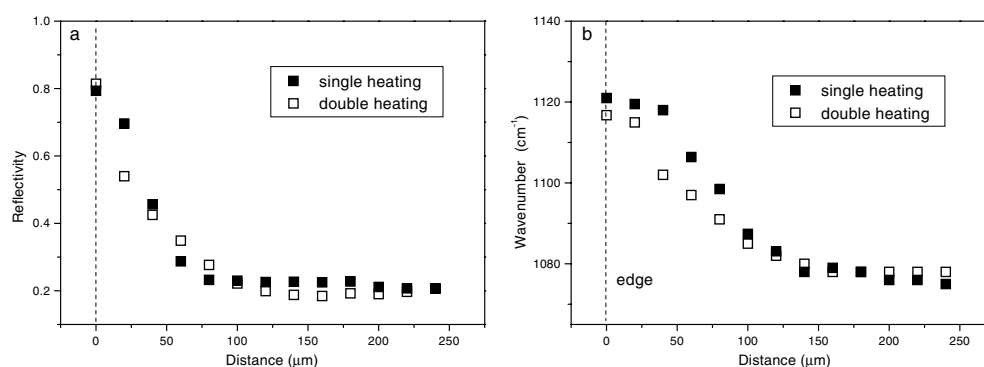 a
single heating
double heating
Reflectivity
1.0
0.8
0.6
0.4
0.2
0 50 100 150 200 250
Distance (μm)
b
single heating
double heating
Wavenumber (cm⁻¹)
1140
1120
1100
1080
edge
0 50 100 150 200 250
Distance (μm)